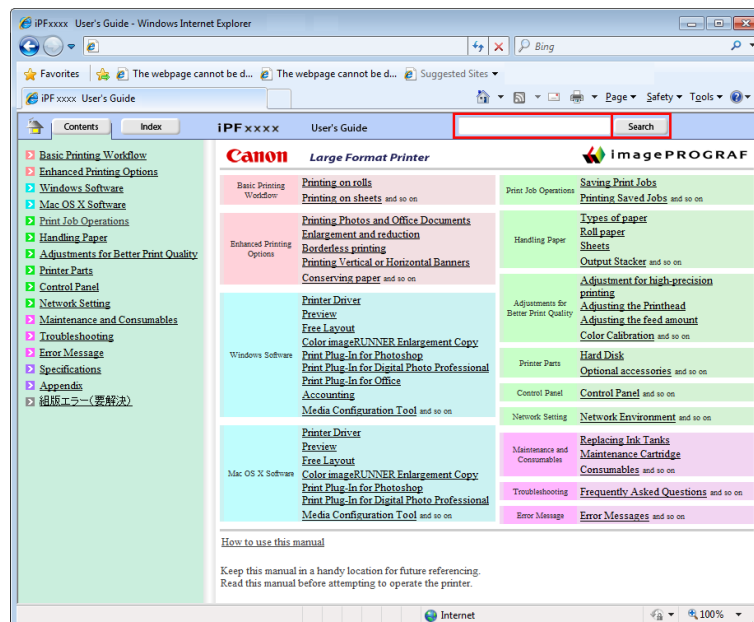 iPFxxxx User's Guide - Windows Internet Explorer
Bing
Favorites
The webpage cannot be d...
The webpage cannot be d...
Suggested Sites
iPF xxxx User's Guide
Page
Safety
Tools
Contents
Index
iPFxxxx
User's Guide
Search
Basic Printing Workflow
Enhanced Printing Options
Windows Software
Mac OS X Software
Print Job Operations
Handling Paper
Adjustments for Better Print Quality
Printer Parts
Control Panel
Network Setting
Maintenance and Consumables
Troubleshooting
Error Message
Specifications
Appendix
組版エラー(要解決)
Canon
Large Format Printer
imagePROGRAF
Basic Printing
Workflow
Printing on rolls
Printing on sheets and so on
Enhanced Printing
Options
Printing Photos and Office Documents
Enlargement and reduction
Borderless printing
Printing Vertical or Horizontal Banners
Conserving paper and so on
Windows Software
Printer Driver
Preview
Free Layout
Color imageRUNNER Enlargement Copy
Print Plug-In for Photoshop
Print Plug-In for Digital Photo Professional
Print Plug-In for Office
Accounting
Media Configuration Tool and so on
Mac OS X Software
Printer Driver
Preview
Free Layout
Color imageRUNNER Enlargement Copy
Print Plug-In for Photoshop
Print Plug-In for Digital Photo Professional
Media Configuration Tool and so on
Print Job Operations
Saving Print Jobs
Printing Saved Jobs and so on
Handling Paper
Types of paper
Roll paper
Sheets
Output Stacker and so on
Adjustments for
Better Print Quality
Adjustment for high-precision
printing
Adjusting the Printhead
Adjusting the feed amount
Color Calibration and so on
Printer Parts
Hard Disk
Optional accessories and so on
Control Panel
Control Panel and so on
Network Setting
Network Environment and so on
Maintenance and
Consumables
Replacing Ink Tanks
Maintenance Cartridge
Consumables and so on
Troubleshooting
Frequently Asked Questions and so on
Error Message
Error Messages and so on
How to use this manual
Keep this manual in a handy location for future referencing.
Read this manual before attempting to operate the printer.
Internet
100%